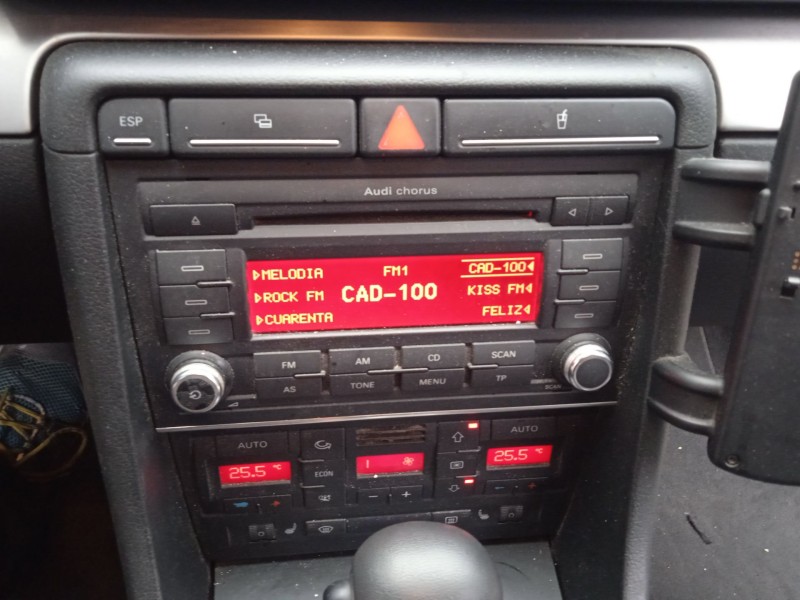 ESP
Audi chorus
MELODIA FM1 CAD-100
ROCK FM CAD-100 KISS FM
CUARENTA FELIZ
FM AM CD SCAN
AS TONE MENU TP
SCAN
AUTO AUTO
25.5 °C 25.5 °C
ECON